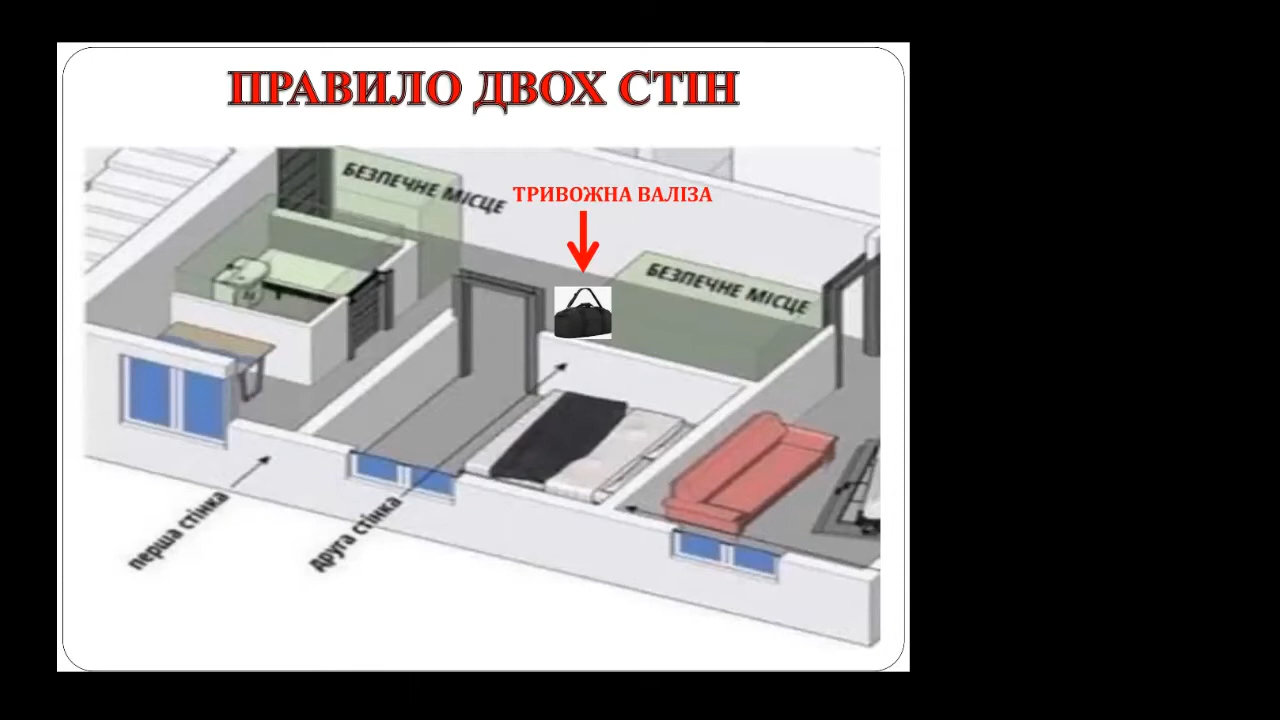 ПРАВИЛО ДВОХ СТІН
БЕЗПЕЧНЕ МІСЦЕ
ТРИВОЖНА ВАЛІЗА
БЕЗПЕЧНЕ МІСЦЕ
перша стінка
Друга стінка